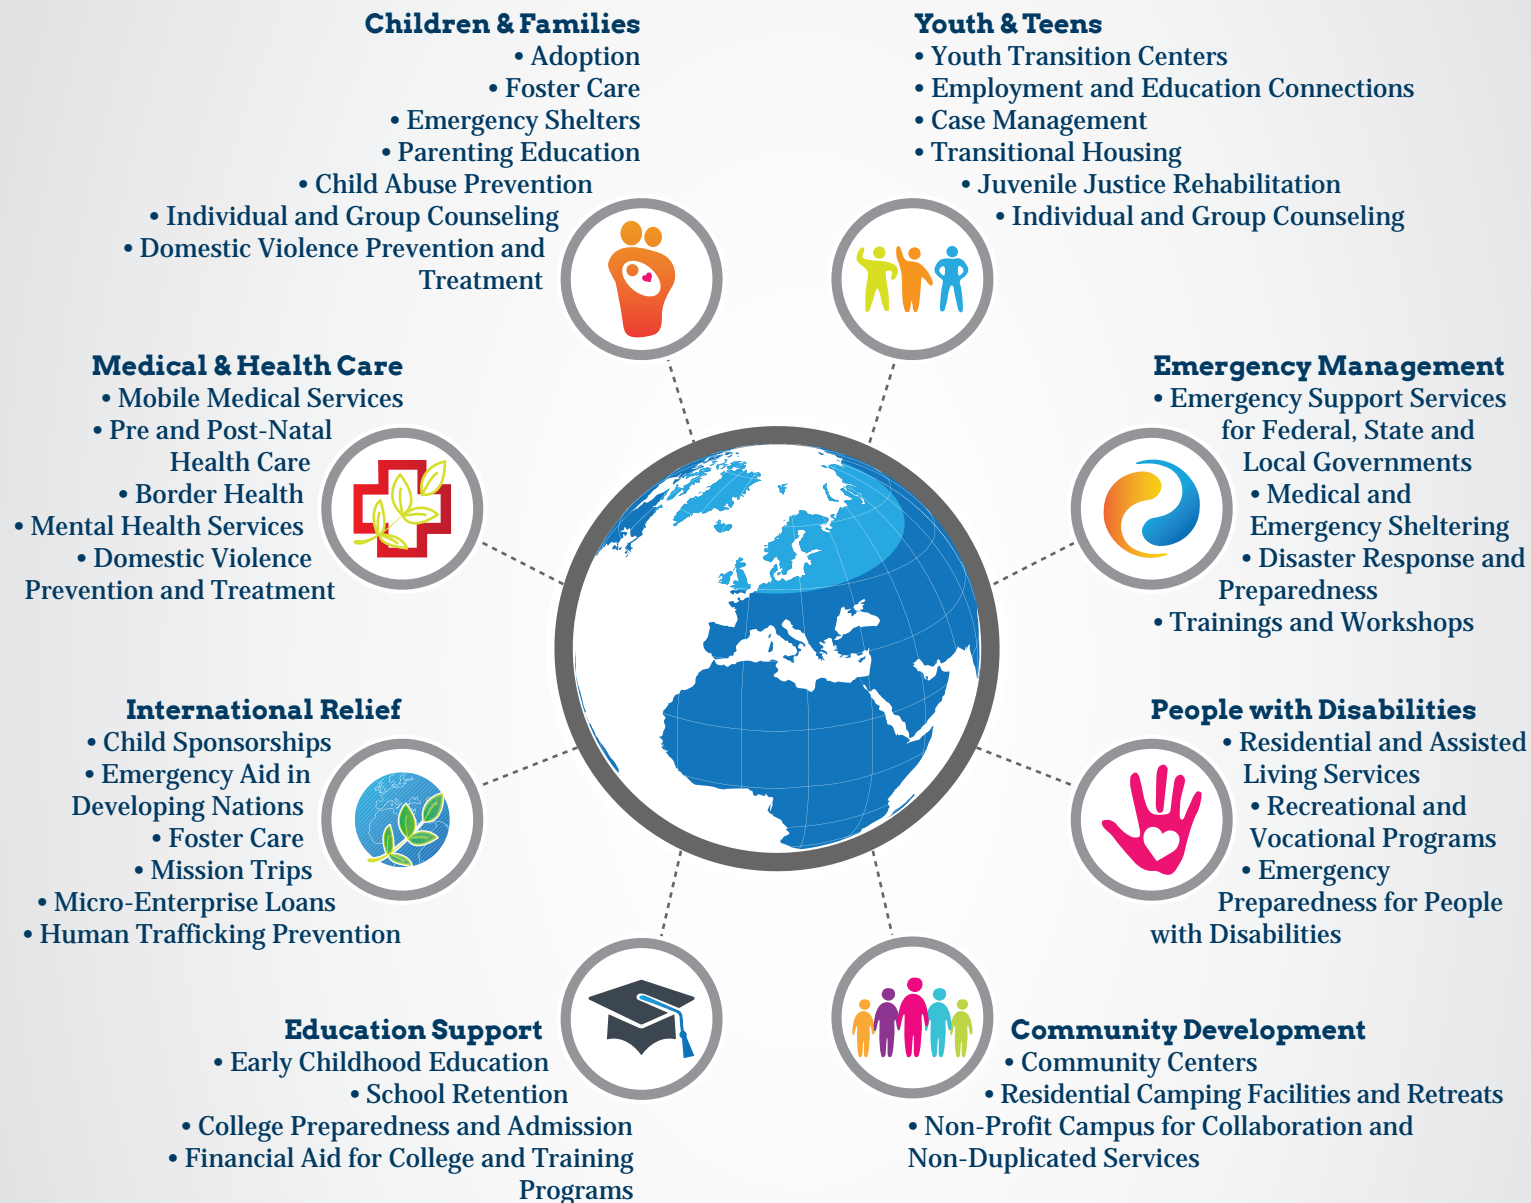 Children & Families
• Adoption
• Foster Care
• Emergency Shelters
• Parenting Education
• Child Abuse Prevention
• Individual and Group Counseling
• Domestic Violence Prevention and
Treatment
Youth & Teens
• Youth Transition Centers
• Employment and Education Connections
• Case Management
• Transitional Housing
• Juvenile Justice Rehabilitation
• Individual and Group Counseling
Medical & Health Care
• Mobile Medical Services
• Pre and Post-Natal
Health Care
• Border Health
• Mental Health Services
• Domestic Violence
Prevention and Treatment
Emergency Management
• Emergency Support Services
for Federal, State and
Local Governments
• Medical and
Emergency Sheltering
• Disaster Response and
Preparedness
• Trainings and Workshops
International Relief
• Child Sponsorships
• Emergency Aid in
Developing Nations
• Foster Care
• Mission Trips
• Micro-Enterprise Loans
• Human Trafficking Prevention
People with Disabilities
• Residential and Assisted
Living Services
• Recreational and
Vocational Programs
• Emergency
Preparedness for People
with Disabilities
Education Support
• Early Childhood Education
• School Retention
• College Preparedness and Admission
• Financial Aid for College and Training
Programs
Community Development
• Community Centers
• Residential Camping Facilities and Retreats
• Non-Profit Campus for Collaboration and
Non-Duplicated Services